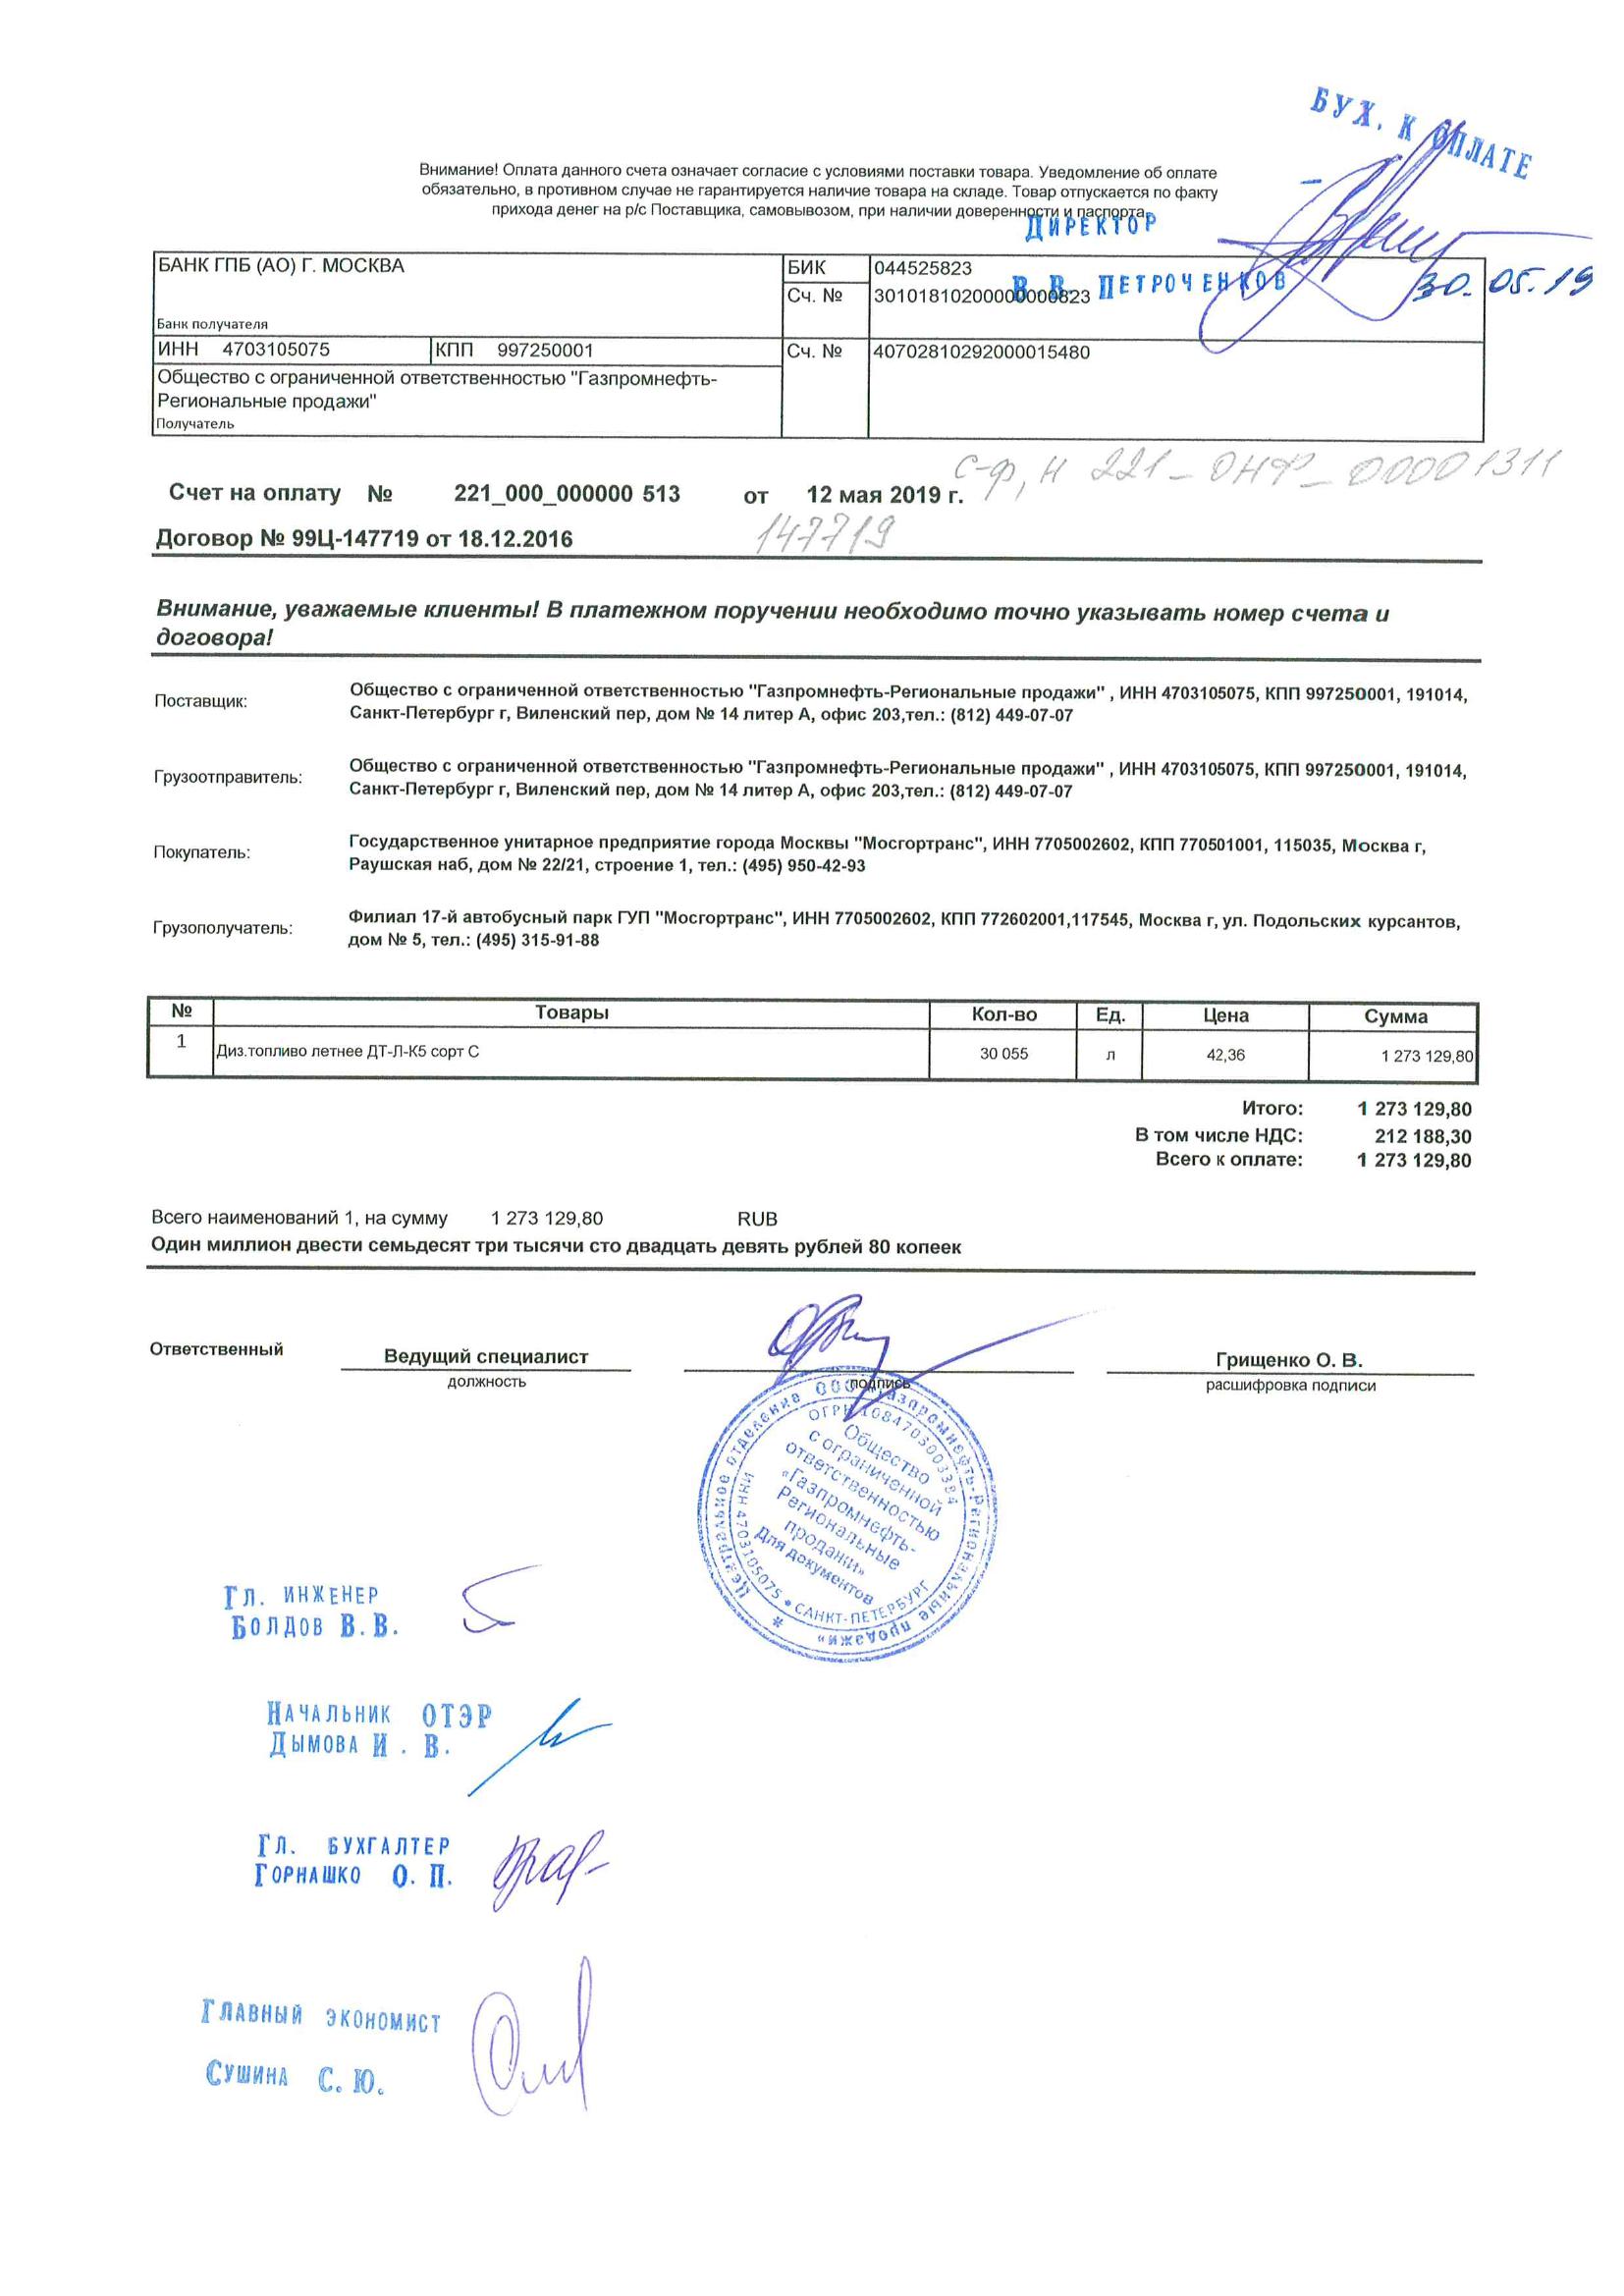 БУХ. К ОПЛАТЕ
Внимание! Оплата данного счета означает согласие с условиями поставки товара. Уведомление об оплате
обязательно, в противном случае не гарантируется наличие товара на складе. Товар отпускается по факту
прихода денег на р/с Поставщика, самовывозом, при наличии доверенности и паспорта.
ДИРЕКТОР
В. В. ПЕТРОЧЕНКОВ
30.05.19
БАНК ГПБ (АО) Г. МОСКВА БИК 044525823
Сч. № 30101810200000000823
Банк получателя
ИНН 4703105075 КПП 997250001 Сч. № 40702810292000015480
Общество с ограниченной ответственностью "Газпромнефть-
Региональные продажи"
Получатель
с-ф, н 221_ОНФ_00001311
Счет на оплату № 221_000_000000 513 от 12 мая 2019 г.
147719
Договор № 99Ц-147719 от 18.12.2016
Внимание, уважаемые клиенты! В платежном поручении необходимо точно указывать номер счета и
договора!
Поставщик: Общество с ограниченной ответственностью "Газпромнефть-Региональные продажи" , ИНН 4703105075, КПП 997250001, 191014,
Санкт-Петербург г, Виленский пер, дом № 14 литер А, офис 203,тел.: (812) 449-07-07
Грузоотправитель: Общество с ограниченной ответственностью "Газпромнефть-Региональные продажи" , ИНН 4703105075, КПП 997250001, 191014,
Санкт-Петербург г, Виленский пер, дом № 14 литер А, офис 203,тел.: (812) 449-07-07
Покупатель: Государственное унитарное предприятие города Москвы "Мосгортранс", ИНН 7705002602, КПП 770501001, 115035, Москва г,
Раушская наб, дом № 22/21, строение 1, тел.: (495) 950-42-93
Грузополучатель: Филиал 17-й автобусный парк ГУП "Мосгортранс", ИНН 7705002602, КПП 772602001,117545, Москва г, ул. Подольских курсантов,
дом № 5, тел.: (495) 315-91-88
№ Товары Кол-во Ед. Цена Сумма
1 Диз.топливо летнее ДТ-Л-К5 сорт С 30 055 л 42,36 1 273 129,80
Итого: 1 273 129,80
В том числе НДС: 212 188,30
Всего к оплате: 1 273 129,80
Всего наименований 1, на сумму 1 273 129,80 RUB
Один миллион двести семьдесят три тысячи сто двадцать девять рублей 80 копеек
Ответственный Ведущий специалист Грищенко О. В.
должность подпись расшифровка подписи
Центральное отделение ООО «Газпромнефть-Региональные продажи»
ОГРН 1084703003384
ИНН 4703105075 • САНКТ-ПЕТЕРБУРГ
Общество
с ограниченной
ответственностью
«Газпромнефть-
Региональные
продажи»
Для документов
ГЛ. ИНЖЕНЕР
БОЛДОВ В.В.
НАЧАЛЬНИК ОТЭР
ДЫМОВА И. В.
ГЛ. БУХГАЛТЕР
ГОРНАШКО О. П.
ГЛАВНЫЙ ЭКОНОМИСТ
СУШИНА С. Ю.